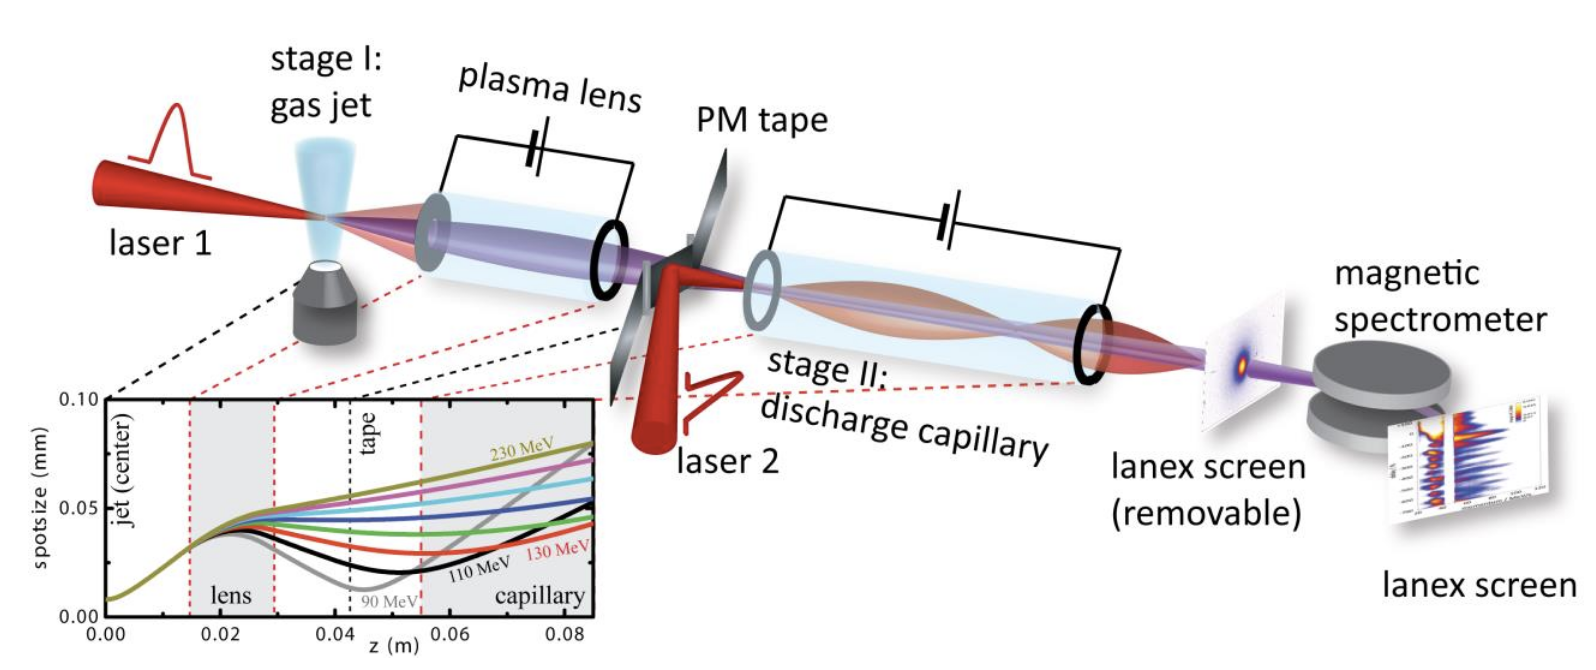 stage I:
gas jet
plasma lens
PM tape
laser 1
magnetic
spectrometer
stage II:
discharge capillary
laser 2
lanex screen
(removable)
lanex screen
0.10
0.05
0.00
spotsize (mm)
jet (center)
tape
230 MeV
130 MeV
110 MeV
90 MeV
lens
capillary
0.00
0.02
0.04
0.06
0.08
z (m)